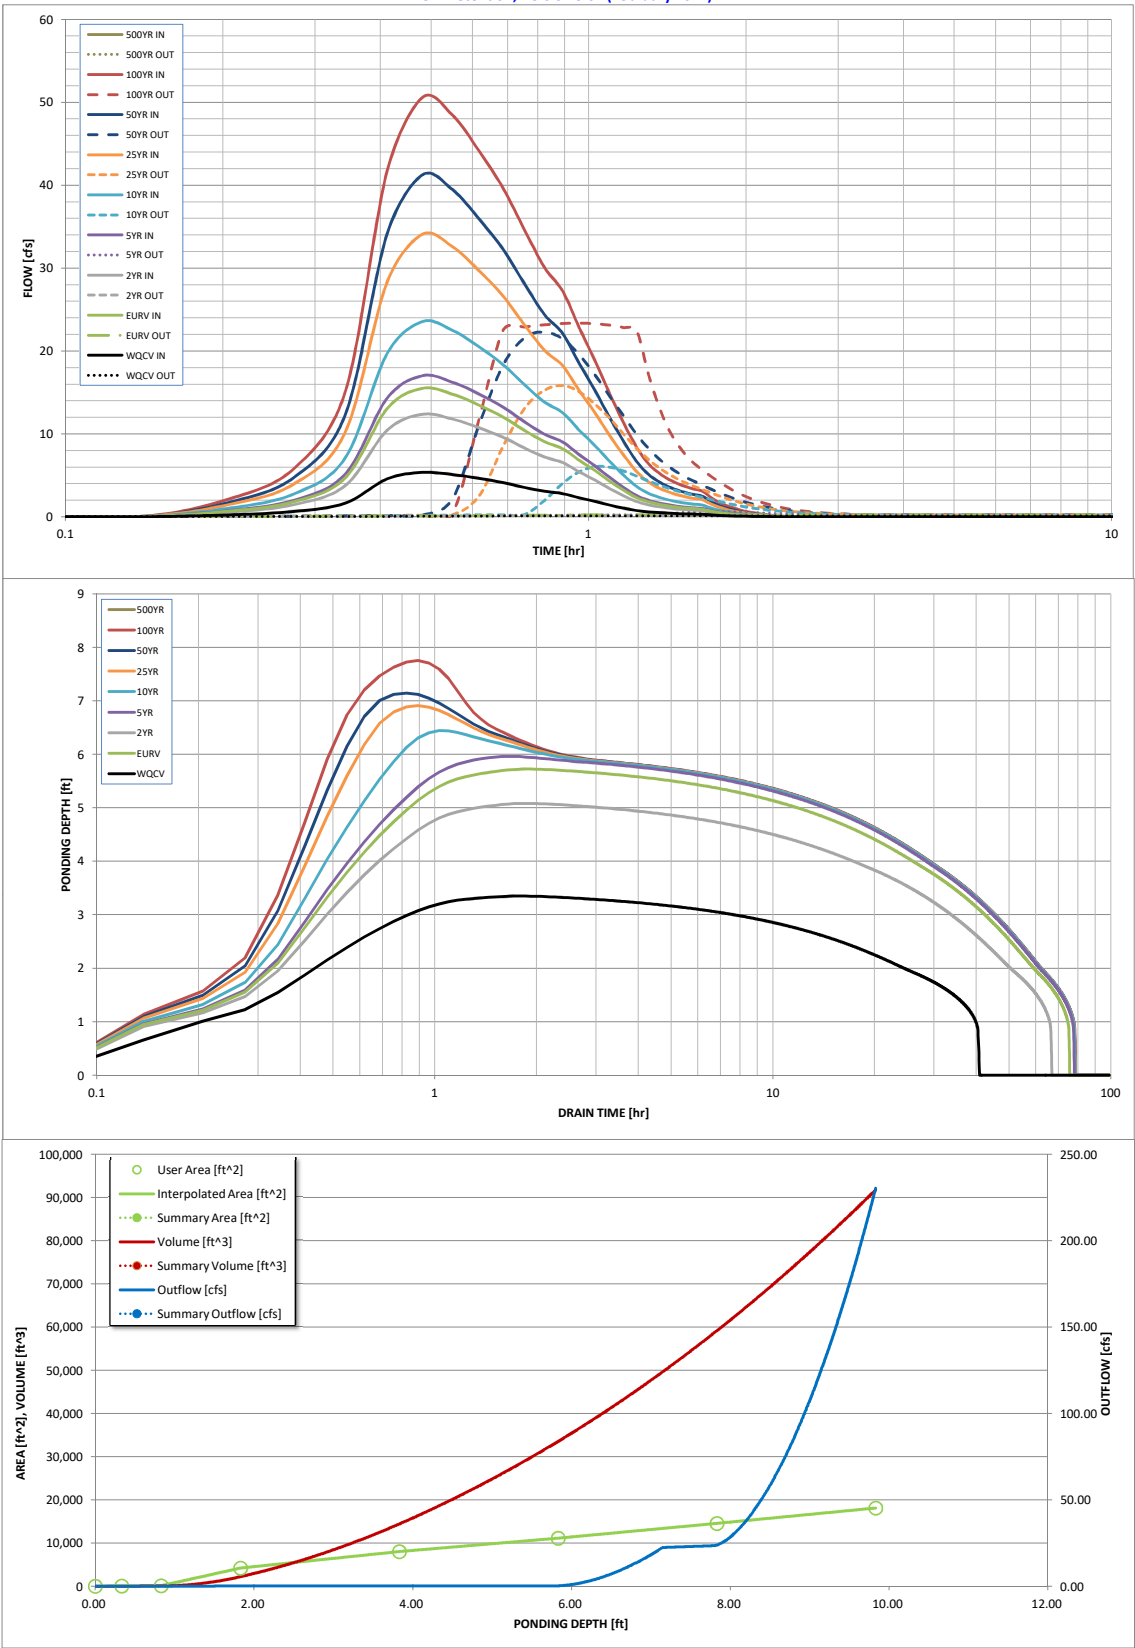 60
50
40
30
20
10
0
FLOW [cfs]
500YR IN
500YR OUT
100YR IN
100YR OUT
50YR IN
50YR OUT
25YR IN
25YR OUT
10YR IN
10YR OUT
5YR IN
5YR OUT
2YR IN
2YR OUT
EURV IN
EURV OUT
WQCV IN
WQCV OUT
0.1
1
10
TIME [hr]
9
8
7
6
5
4
3
2
1
0
PONDING DEPTH [ft]
500YR
100YR
50YR
25YR
10YR
5YR
2YR
EURV
WQCV
0.1
1
10
100
DRAIN TIME [hr]
100,000
90,000
80,000
70,000
60,000
50,000
40,000
30,000
20,000
10,000
0
AREA [ft^2], VOLUME [ft^3]
User Area [ft^2]
Interpolated Area [ft^2]
Summary Area [ft^2]
Volume [ft^3]
Summary Volume [ft^3]
Outflow [cfs]
Summary Outflow [cfs]
250.00
200.00
150.00
100.00
50.00
0.00
OUTFLOW [cfs]
0.00
2.00
4.00
6.00
8.00
10.00
12.00
PONDING DEPTH [ft]